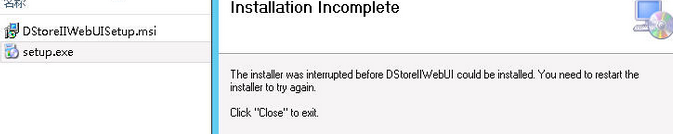 名称
DStoreIIWebUISetup.msi
setup.exe
Installation Incomplete
The installer was interrupted before DStoreIIWebUI could be installed. You need to restart the
installer to try again.
Click "Close" to exit.